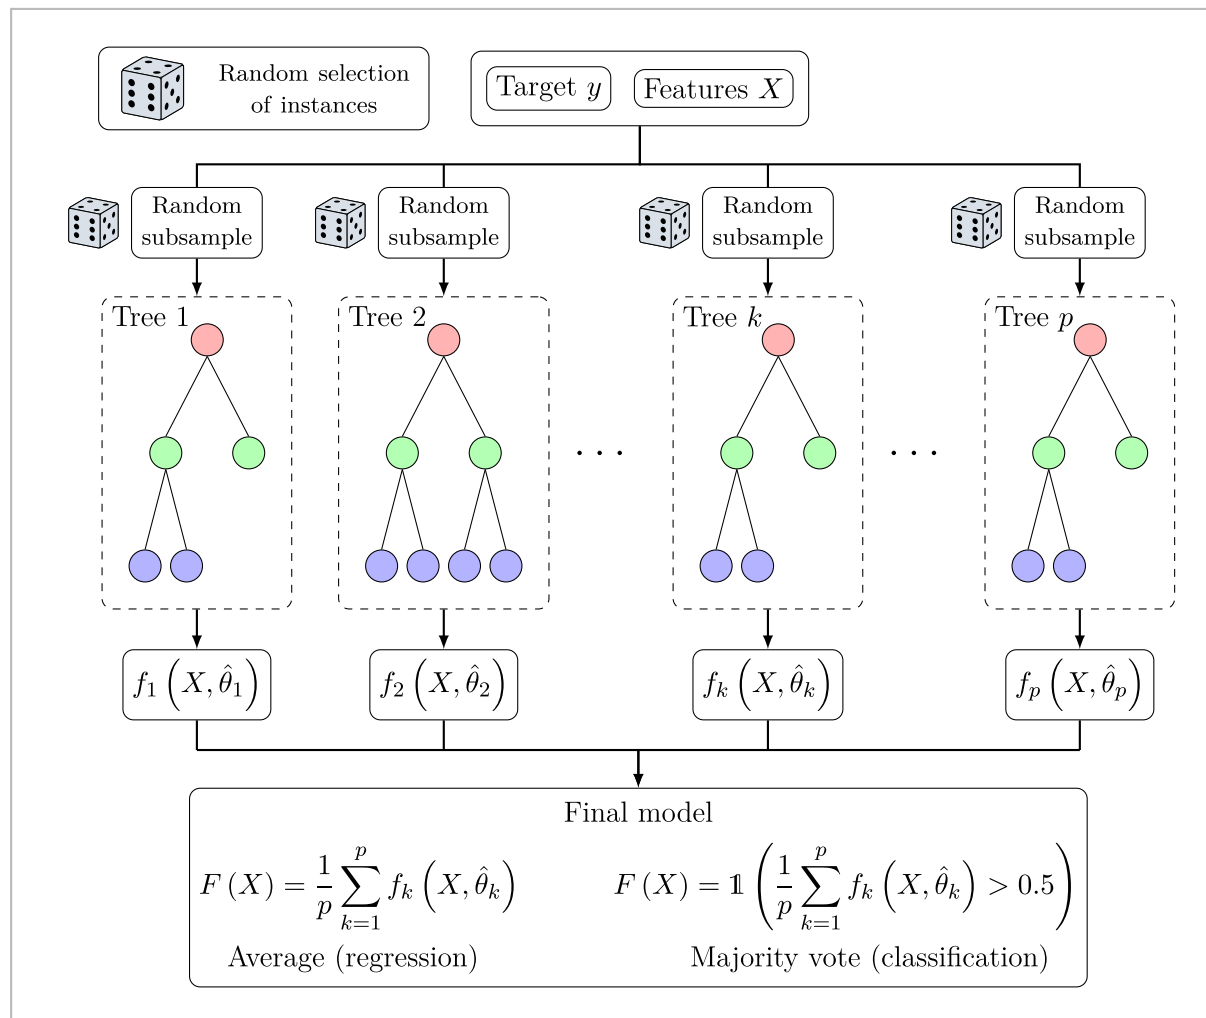 Random selection
of instances
Target y Features X
Random
subsample
Random
subsample
Random
subsample
Random
subsample
Tree 1
Tree 2
Tree k
Tree p
. . .
. . .
f₁ (X, θ̂₁)
f₂ (X, θ̂₂)
fₖ (X, θ̂ₖ)
fₚ (X, θ̂ₚ)
Final model
F (X) = 1/p ∑ₖ₌₁ᵖ fₖ (X, θ̂ₖ)
F (X) = 𝟙 (1/p ∑ₖ₌₁ᵖ fₖ (X, θ̂ₖ) > 0.5)
Average (regression)
Majority vote (classification)